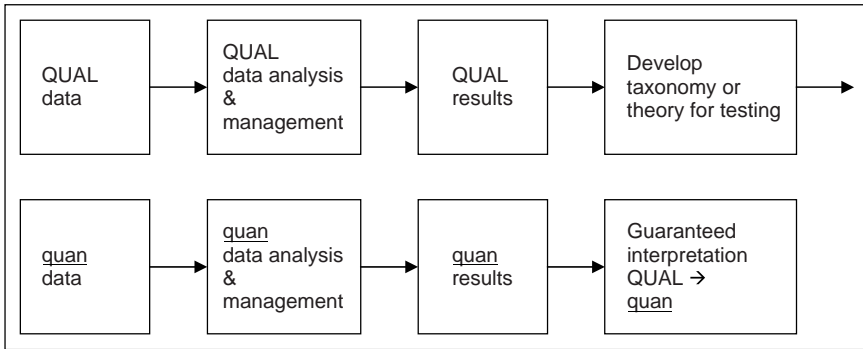 QUAL
data
QUAL
data analysis
&
management
QUAL
results
Develop
taxonomy or
theory for testing
quan
data
quan
data analysis
&
management
quan
results
Guaranteed
interpretation
QUAL →
quan